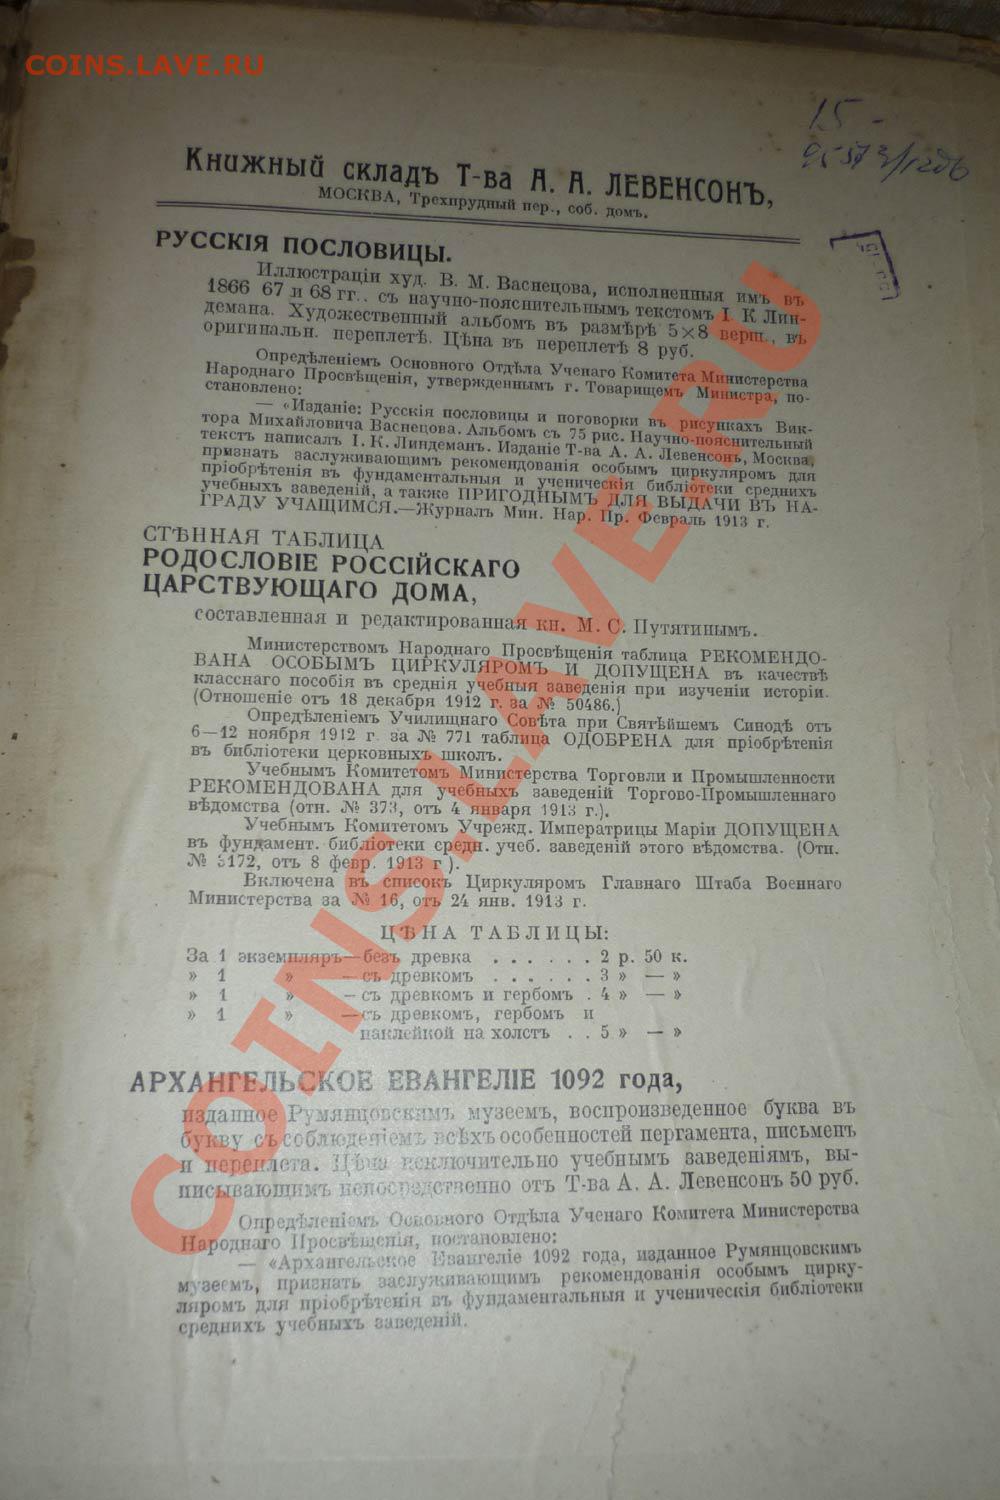 COINS.LAVE.RU
15 -
Книжный складъ Т-ва А. А. ЛЕВЕНСОНЪ,
МОСКВА, Трехпрудный пер., соб. домъ.
РУССКІЯ ПОСЛОВИЦЫ.
Иллюстраціи худ. В. М. Васнецова, исполненныя имъ въ
1866 67 и 68 гг.. съ научно-пояснительнымъ текстомъ І. К Лин-
демана. Художественный альбомъ въ размѣрѣ 5×8 верш., въ
оригинальн. переплетѣ. Цѣна въ переплетѣ 8 руб.
Опредѣленіемъ Основного Отдѣла Ученаго Комитета Министерства
Народнаго Просвѣщенія, утвержденнымъ г. Товарищемъ Министра, по-
становлено:
— «Изданіе: Русскія пословицы и поговорки въ рисункахъ Вик-
тора Михайловича Васнецова. Альбомъ съ 75 рис. Научно-пояснительный
текстъ написалъ І. К. Линдеманъ. Изданіе Т-ва А. А. Левенсонъ, Москва,
признать заслуживающимъ рекомендованія особымъ циркуляромъ для
пріобрѣтенія въ фундаментальныя и ученическія библіотеки среднихъ
учебныхъ заведеній, а также ПРИГОДНЫМЪ ДЛЯ ВЫДАЧИ ВЪ НА-
ГРАДУ УЧАЩИМСЯ.—Журналъ Мин. Нар. Пр. Февраль 1913 г.
СТѢННАЯ ТАБЛИЦА
РОДОСЛОВІЕ РОССІЙСКАГО
ЦАРСТВУЮЩАГО ДОМА,
составленная и редактированная кн. М. С. Путятинымъ.
Министерствомъ Народнаго Просвѣщенія таблица РЕКОМЕНДО-
ВАНА ОСОБЫМЪ ЦИРКУЛЯРОМЪ И ДОПУЩЕНА въ качествѣ
класснаго пособія въ среднія учебныя заведенія при изученіи исторіи.
(Отношеніе отъ 18 декабря 1912 г. за № 50486.)
Опредѣленіемъ Училищнаго Совѣта при Святѣйшемъ Синодѣ отъ
6—12 ноября 1912 г. за № 771 таблица ОДОБРЕНА для пріобрѣтенія
въ библіотеки церковныхъ школъ.
Учебнымъ Комитетомъ Министерства Торговли и Промышленности
РЕКОМЕНДОВАНА для учебныхъ заведеній Торгово-Промышленнаго
вѣдомства (отн. № 373, отъ 4 января 1913 г.).
Учебнымъ Комитетомъ Учрежд. Императрицы Маріи ДОПУЩЕНА
въ фундамент. библіотеки средн. учеб. заведеній этого вѣдомства. (Отн.
№ 3172, отъ 8 февр. 1913 г ).
Включена въ списокъ Циркуляромъ Главнаго Штаба Военнаго
Министерства за № 16, отъ 24 янв. 1913 г.
ЦѢНА ТАБЛИЦЫ:
За 1 экземпляръ—безъ древка . . . . . . 2 р. 50 к.
» 1 » —съ древкомъ . . . . . . 3 » — »
» 1 » —съ древкомъ и гербомъ . 4 » — »
» 1 » —съ древкомъ, гербомъ и
наклейкой на холстъ . . 5 » — »
АРХАНГЕЛЬСКОЕ ЕВАНГЕЛІЕ 1092 года,
изданное Румянцовскимъ музеемъ, воспроизведенное буква въ
букву съ соблюденіемъ всѣхъ особенностей пергамента, письменъ
и переплета. Цѣна исключительно учебнымъ заведеніямъ, вы-
писывающимъ непосредственно отъ Т-ва А. А. Левенсонъ 50 руб.
Опредѣленіемъ Основного Отдѣла Ученаго Комитета Министерства
Народнаго Просвѣщенія, постановлено:
— «Архангельское Евангеліе 1092 года, изданное Румянцовскимъ
музеемъ, признать заслуживающимъ рекомендованія особымъ цирку-
ляромъ для пріобрѣтенія въ фундаментальныя и ученическія библіотеки
среднихъ учебныхъ заведеній.
COINS.LAVE.RU